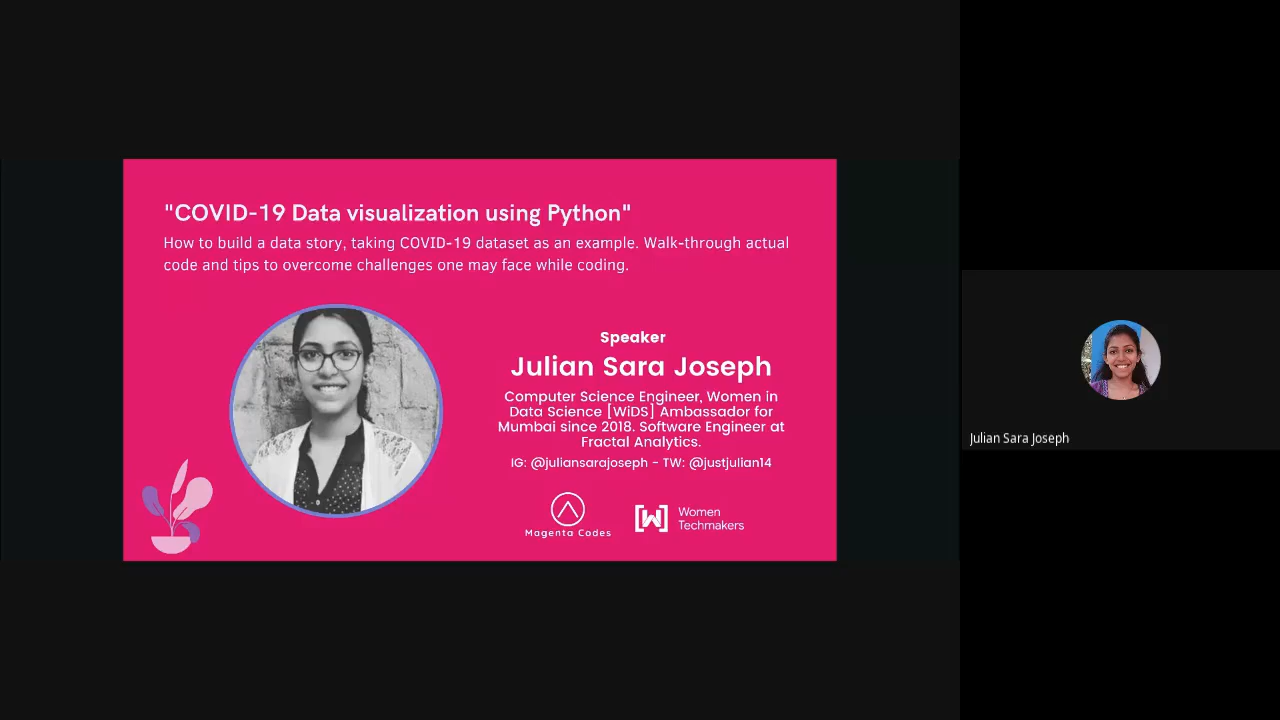 "COVID-19 Data visualization using Python"
How to build a data story, taking COVID-19 dataset as an example. Walk-through actual
code and tips to overcome challenges one may face while coding.
Speaker
Julian Sara Joseph
Computer Science Engineer, Women in
Data Science [WiDS] Ambassador for
Mumbai since 2018. Software Engineer at
Fractal Analytics.
IG: @juliansarajoseph - TW: @justjulian14
Magenta Codes
[W] Women
Techmakers
Julian Sara Joseph